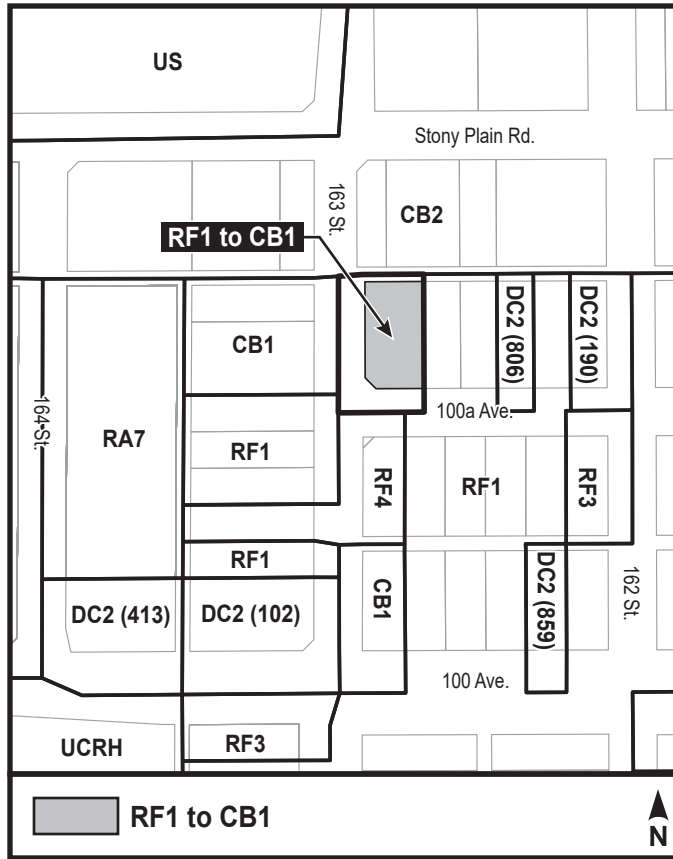 US
Stony Plain Rd.
163 St.
CB2
RF1 to CB1
CB1
DC2 (806)
DC2 (190)
164 St.
RA7
100a Ave.
RF1
RF4
RF1
RF3
RF1
DC2 (413)
DC2 (102)
CB1
DC2 (859)
162 St.
100 Ave.
UCRH
RF3
RF1 to CB1
N